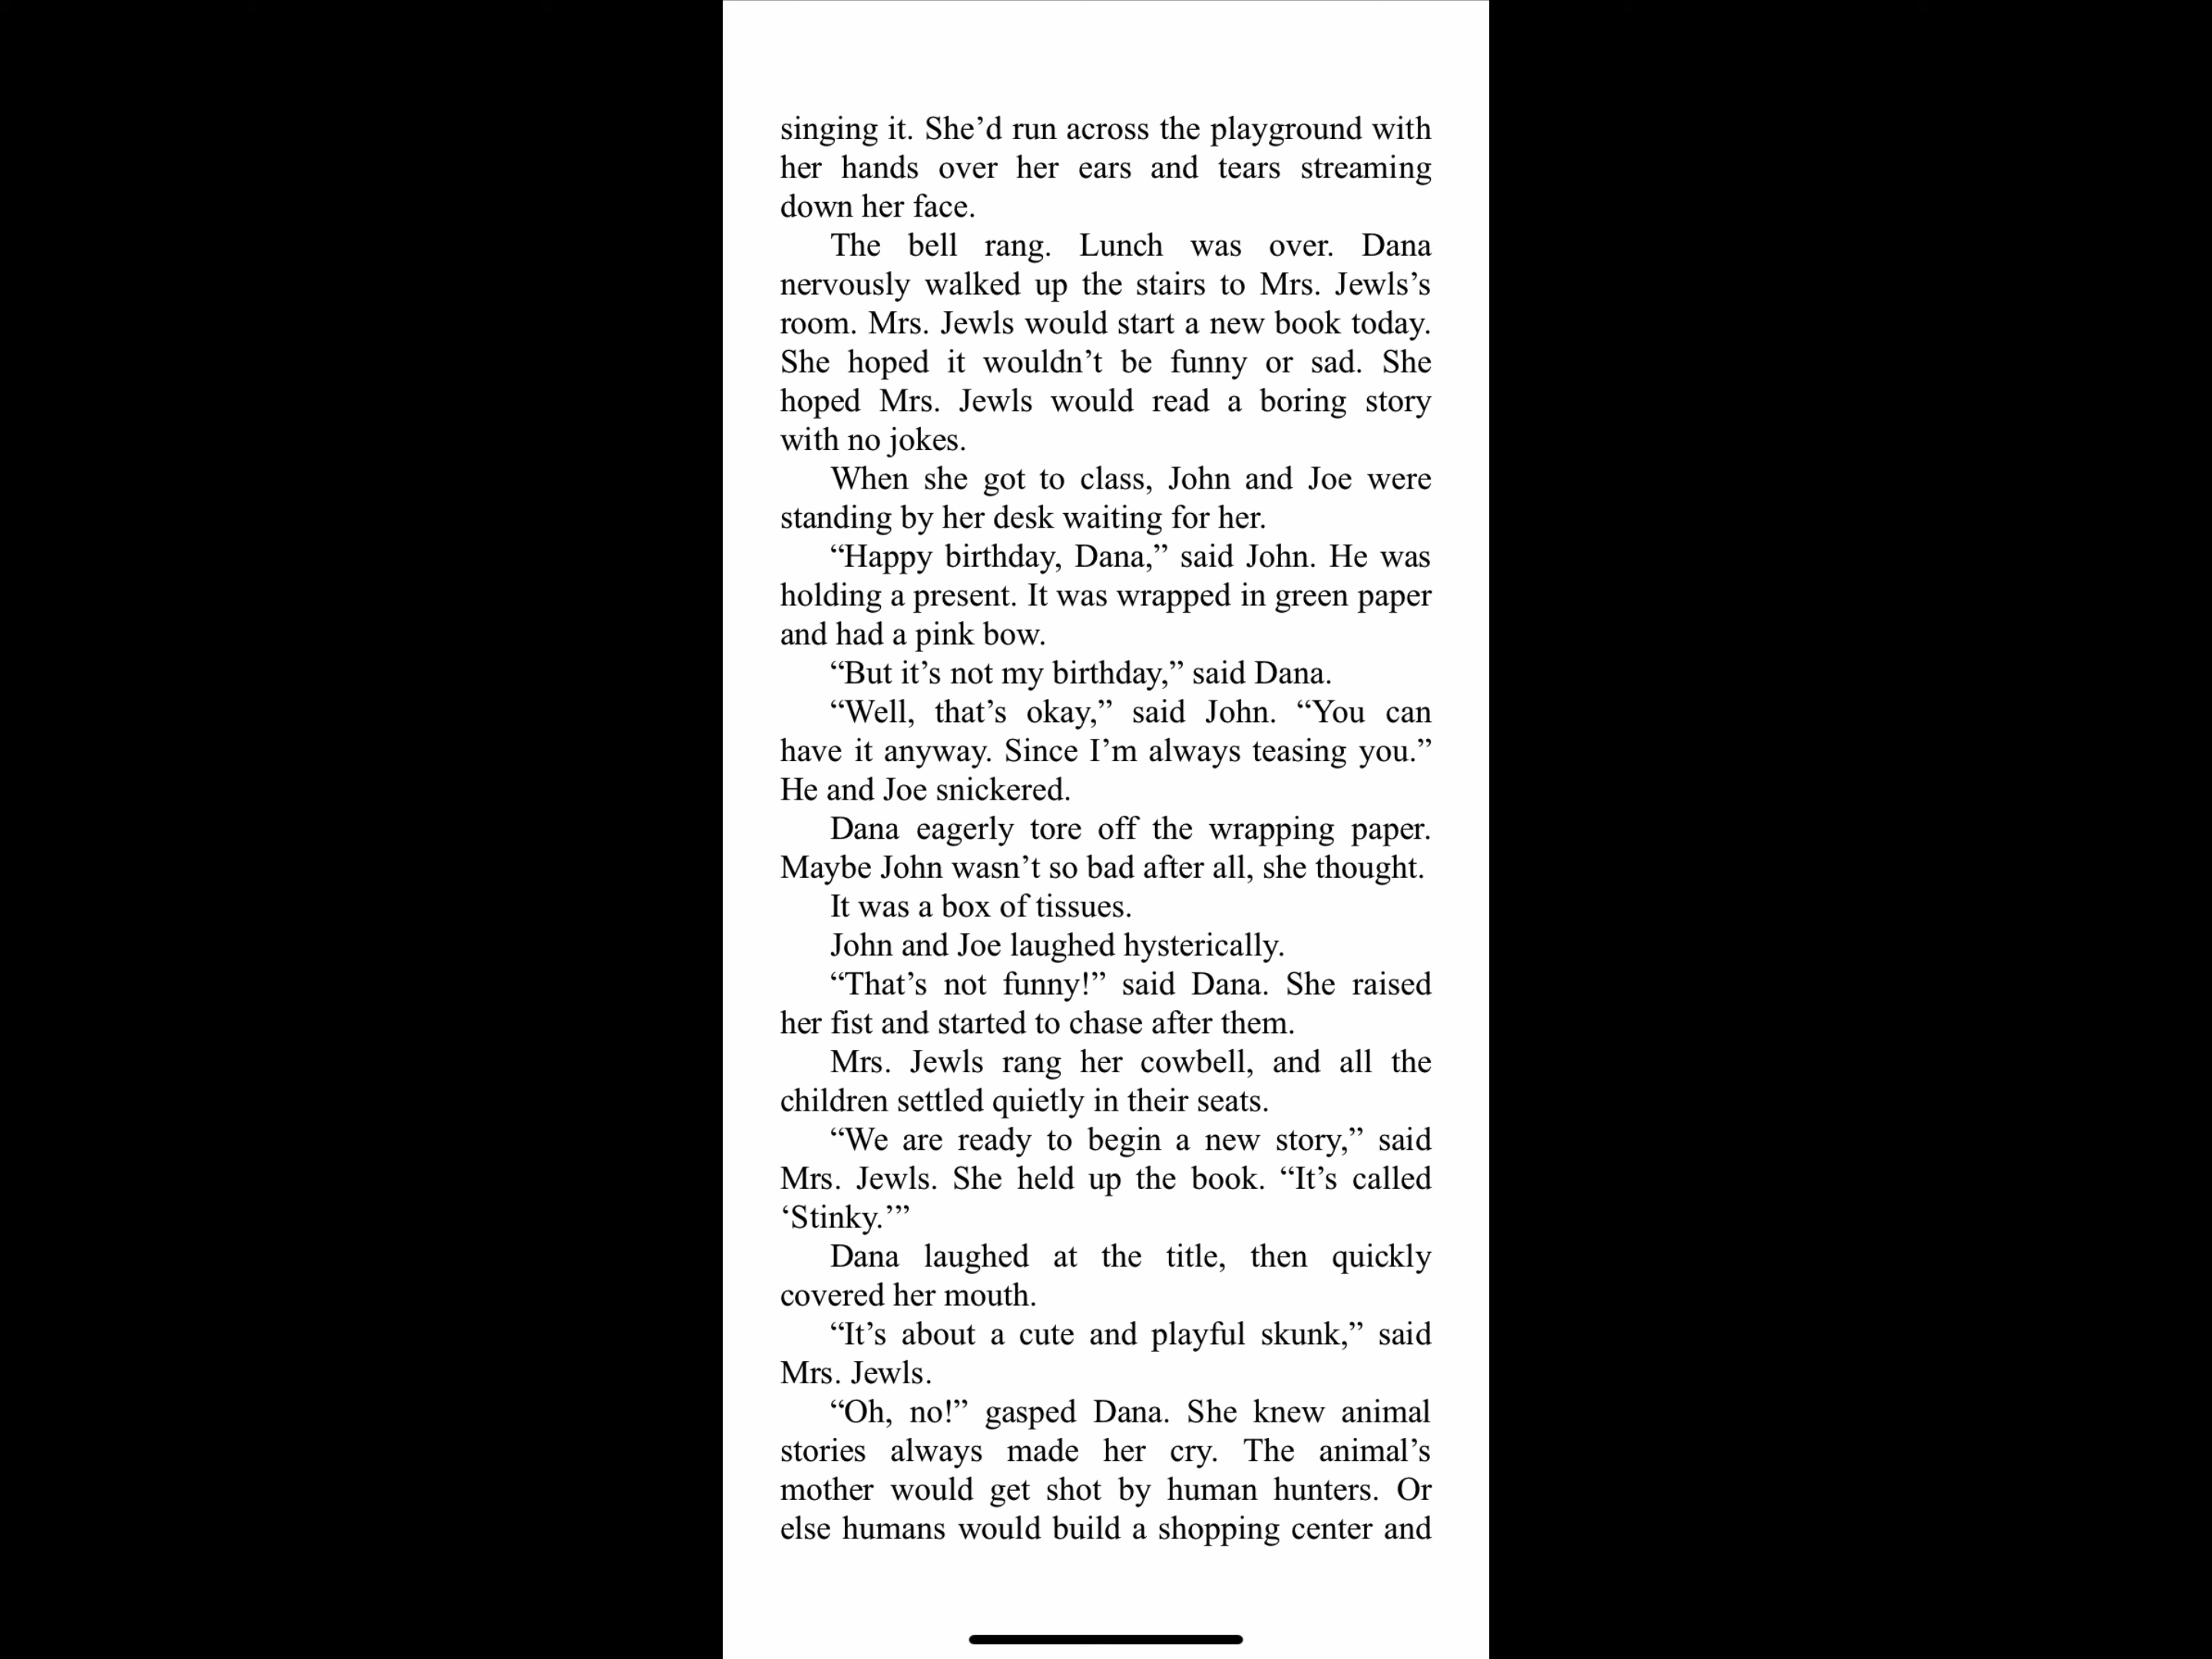 singing it. She’d run across the playground with
her hands over her ears and tears streaming
down her face.
The bell rang. Lunch was over. Dana
nervously walked up the stairs to Mrs. Jewls’s
room. Mrs. Jewls would start a new book today.
She hoped it wouldn’t be funny or sad. She
hoped Mrs. Jewls would read a boring story
with no jokes.
When she got to class, John and Joe were
standing by her desk waiting for her.
“Happy birthday, Dana,” said John. He was
holding a present. It was wrapped in green paper
and had a pink bow.
“But it’s not my birthday,” said Dana.
“Well, that’s okay,” said John. “You can
have it anyway. Since I’m always teasing you.”
He and Joe snickered.
Dana eagerly tore off the wrapping paper.
Maybe John wasn’t so bad after all, she thought.
It was a box of tissues.
John and Joe laughed hysterically.
“That’s not funny!” said Dana. She raised
her fist and started to chase after them.
Mrs. Jewls rang her cowbell, and all the
children settled quietly in their seats.
“We are ready to begin a new story,” said
Mrs. Jewls. She held up the book. “It’s called
‘Stinky.’”
Dana laughed at the title, then quickly
covered her mouth.
“It’s about a cute and playful skunk,” said
Mrs. Jewls.
“Oh, no!” gasped Dana. She knew animal
stories always made her cry. The animal’s
mother would get shot by human hunters. Or
else humans would build a shopping center and